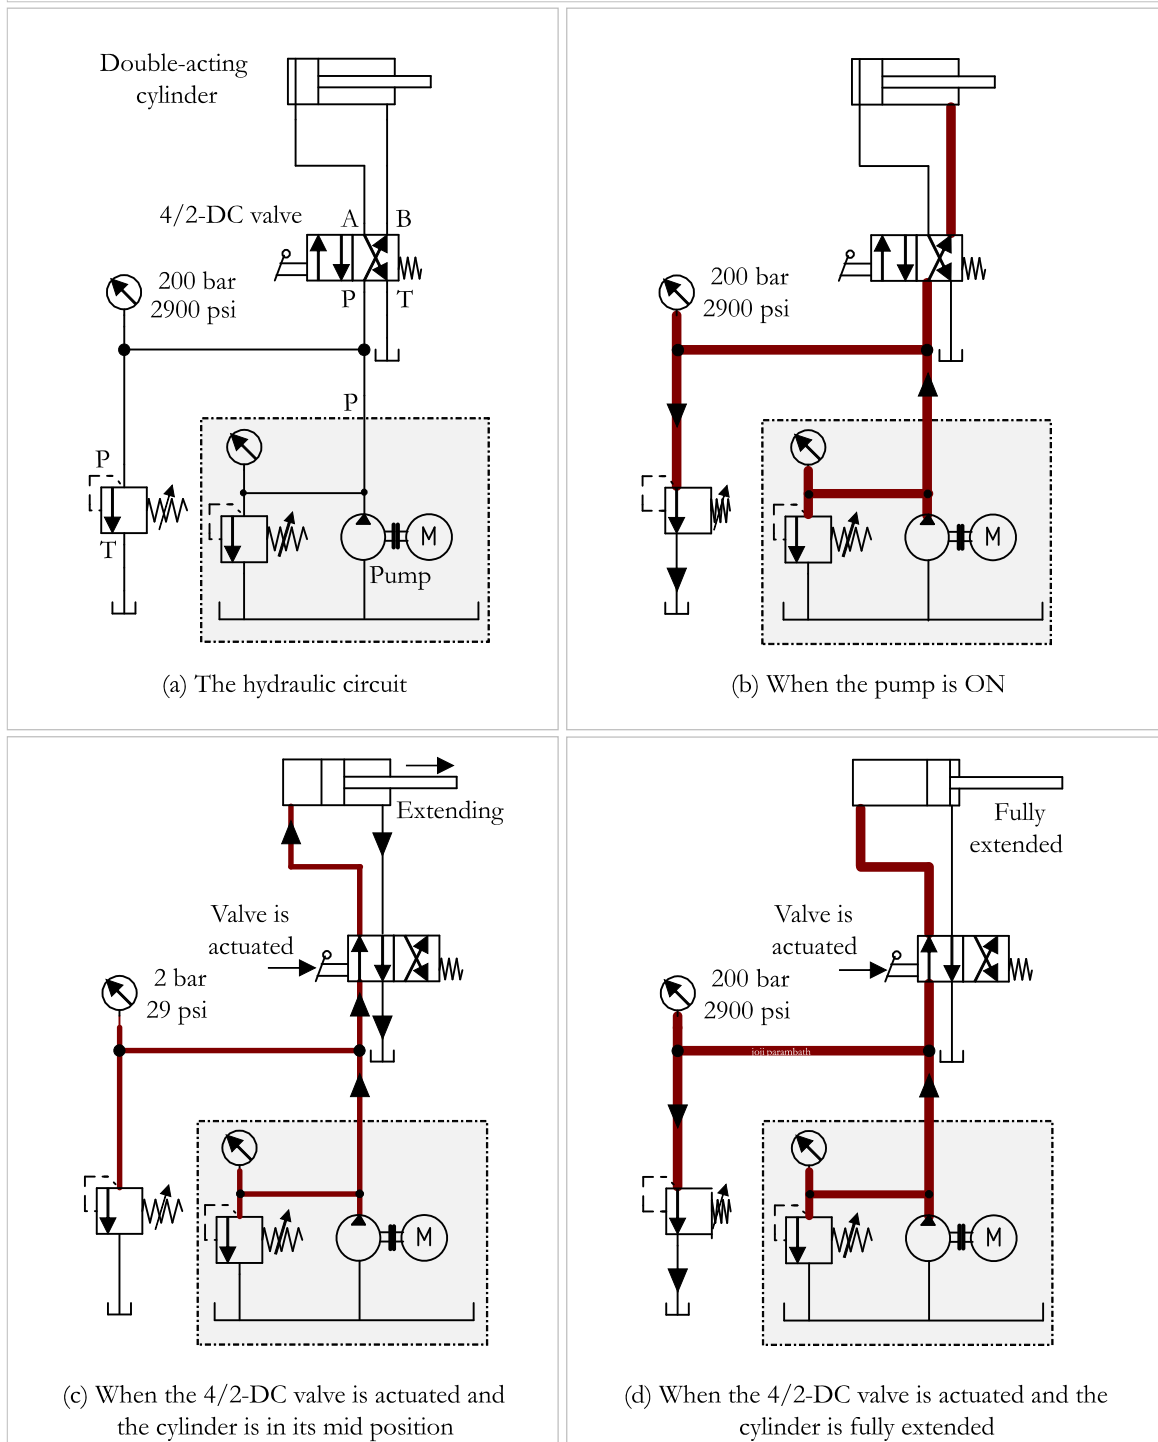 Double-acting
cylinder
4/2-DC valve
A
B
200 bar
2900 psi
P
T
P
P
T
M
Pump
(a) The hydraulic circuit
200 bar
2900 psi
M
(b) When the pump is ON
Extending
Valve is
actuated
2 bar
29 psi
M
(c) When the 4/2-DC valve is actuated and
the cylinder is in its mid position
Fully
extended
Valve is
actuated
200 bar
2900 psi
joji parambath
M
(d) When the 4/2-DC valve is actuated and the
cylinder is fully extended